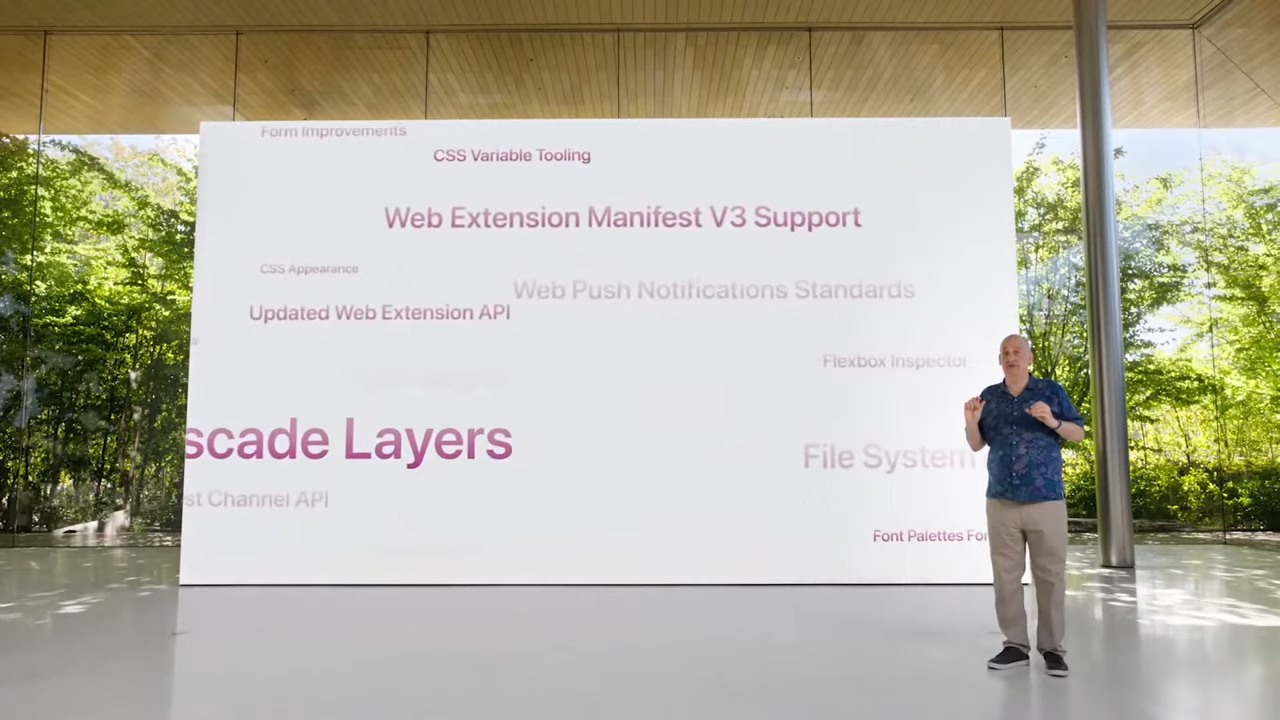 Form Improvements
CSS Variable Tooling
Web Extension Manifest V3 Support
CSS Appearance
Web Push Notifications Standards
Updated Web Extension API
Flexbox Inspector
scade Layers
File System
st Channel API
Font Palettes For